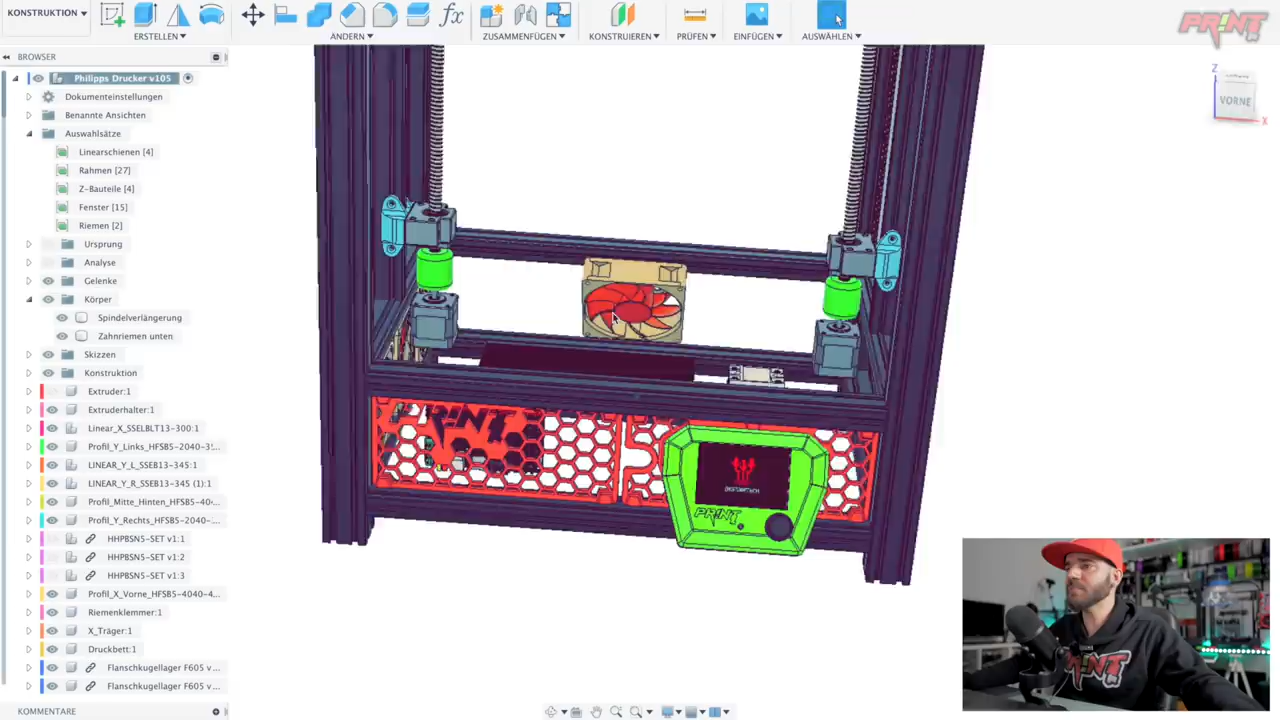 KONSTRUKTION
ERSTELLEN
ÄNDERN
fx
ZUSAMMENFÜGEN
KONSTRUIEREN
PRÜFEN
EINFÜGEN
AUSWÄHLEN
PRINT
BROWSER
Philipps Drucker v105
Dokumenteinstellungen
Benannte Ansichten
Auswahlsätze
Linearschienen [4]
Rahmen [27]
Z-Bauteile [4]
Fenster [15]
Riemen [2]
Ursprung
Analyse
Gelenke
Körper
Spindelverlängerung
Zahnriemen unten
Skizzen
Konstruktion
Extruder:1
Extruderhalter:1
Linear_X_SSELBLT13-300:1
Profil_Y_Links_HFSB5-2040-3'...
LINEAR_Y_L_SSEB13-345:1
LINEAR_Y_R_SSEB13-345 (1):1
Profil_Mitte_Hinten_HFSB5-40...
Profil_Y_Rechts_HFSB5-2040-...
HHPBSN5-SET v1:1
HHPBSN5-SET v1:2
HHPBSN5-SET v1:3
Profil_X_Vorne_HFSB5-4040-4...
Riemenklemmer:1
X_Träger:1
Druckbett:1
Flanschkugellager F605 v...
Flanschkugellager F605 v...
KOMMENTARE
Z
VORNE
X
PRINT
PRINT
PRINT